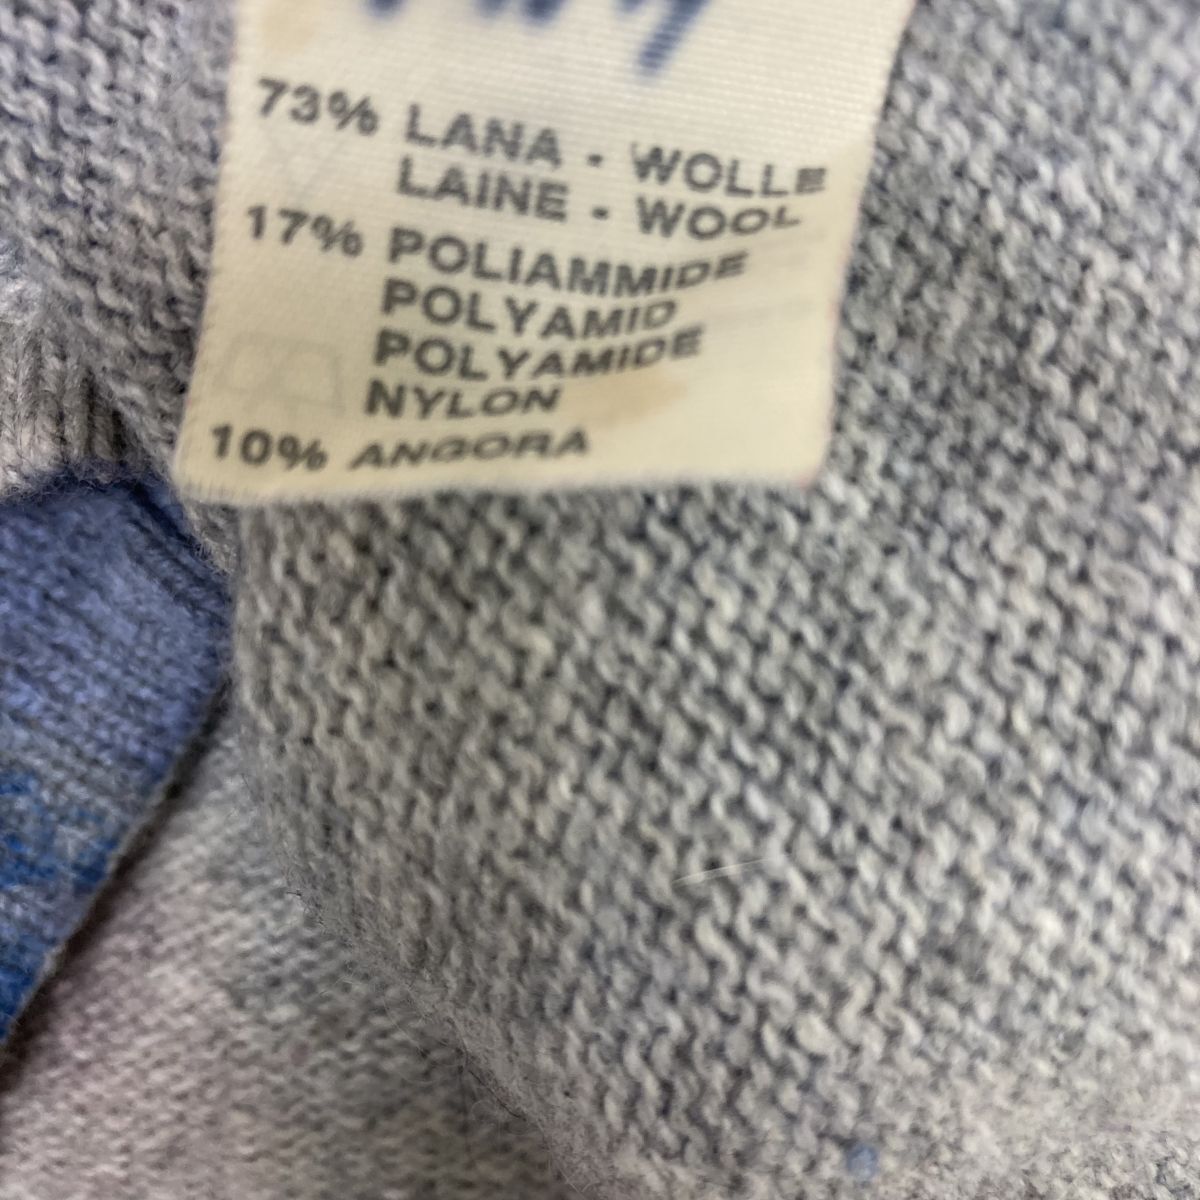 73% LANA - WOLLE
LAINE - WOOL
17% POLIAMMIDE
POLYAMID
POLYAMIDE
NYLON
10% ANGORA